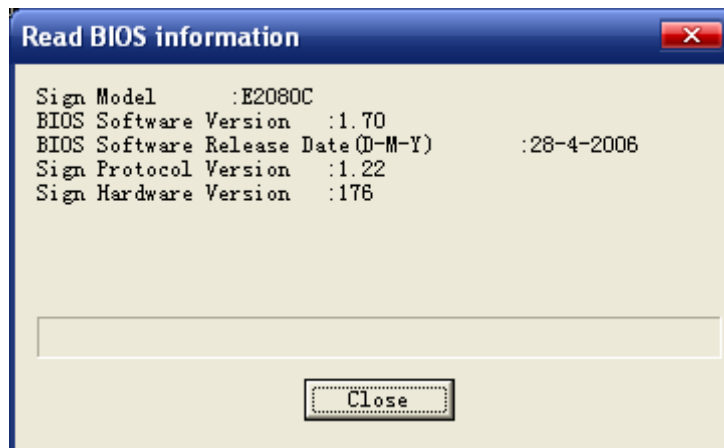 Read BIOS information
Sign Model :E2080C
BIOS Software Version :1.70
BIOS Software Release Date(D-M-Y) :28-4-2006
Sign Protocol Version :1.22
Sign Hardware Version :176
Close